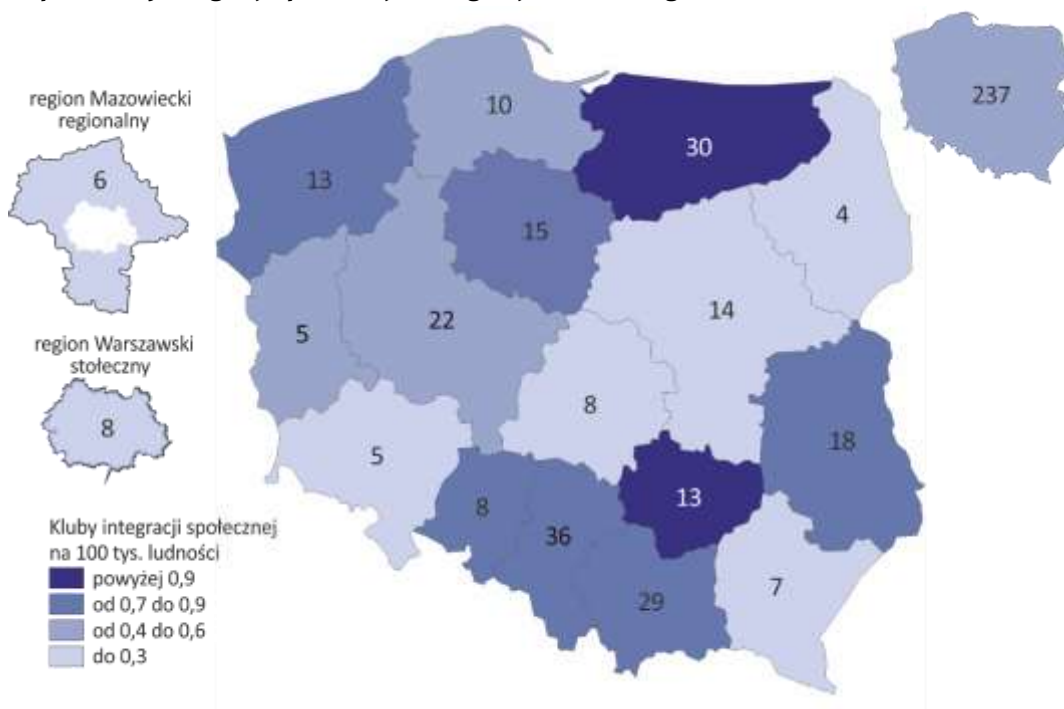 10
237
region Mazowiecki
regionalny
6
30
13
4
15
14
22
5
region Warszawski
stołeczny
8
8
5
18
13
8
36
7
29
Kluby integracji społecznej
na 100 tys. ludności
powyżej 0,9
od 0,7 do 0,9
od 0,4 do 0,6
do 0,3